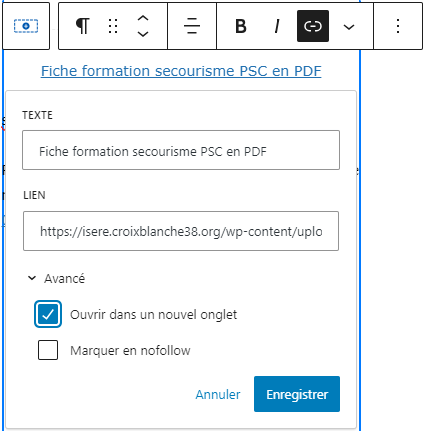 B I
Fiche formation secourisme PSC en PDF
TEXTE
Fiche formation secourisme PSC en PDF
LIEN
https://isere.croixblanche38.org/wp-content/uplo
Avancé
Ouvrir dans un nouvel onglet
Marquer en nofollow
Annuler Enregistrer